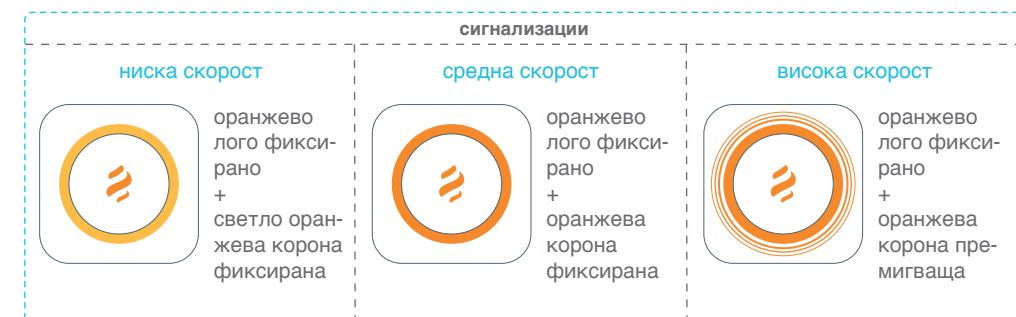 сигнализации
ниска скорост
оранжево
лого фикси-
рано
+
светло оран-
жева корона
фиксирана
средна скорост
оранжево
лого фикси-
рано
+
оранжева
корона
фиксирана
висока скорост
оранжево
лого фикси-
рано
+
оранжева
корона пре-
мигваща